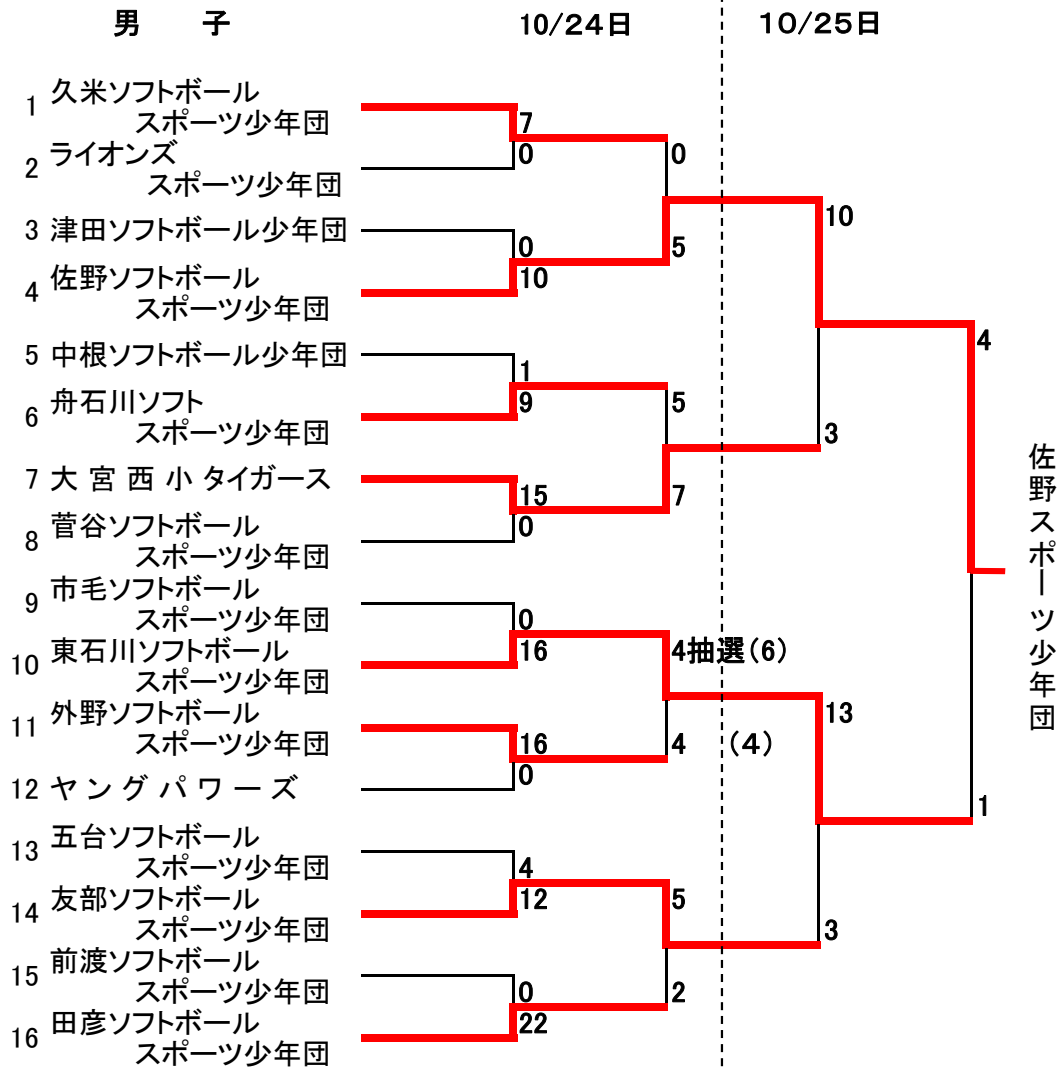 男 子 10/24日 10/25日
1 久米ソフトボール
スポーツ少年団
7
0
0
2 ライオンズ
スポーツ少年団
10
3 津田ソフトボール少年団
0
5
4 佐野ソフトボール
スポーツ少年団
10
4
5 中根ソフトボール少年団
1
6 舟石川ソフト
スポーツ少年団
9
5
3
7 大宮西小タイガース
15
7
8 菅谷ソフトボール
スポーツ少年団
0
佐野スポーツ少年団
9 市毛ソフトボール
スポーツ少年団
0
10 東石川ソフトボール
スポーツ少年団
16
4抽選(6)
11 外野ソフトボール
スポーツ少年団
16
4 (4)
13
12 ヤングパワーズ
0
1
13 五台ソフトボール
スポーツ少年団
4
14 友部ソフトボール
スポーツ少年団
12
5
3
15 前渡ソフトボール
スポーツ少年団
0
2
16 田彦ソフトボール
スポーツ少年団
22